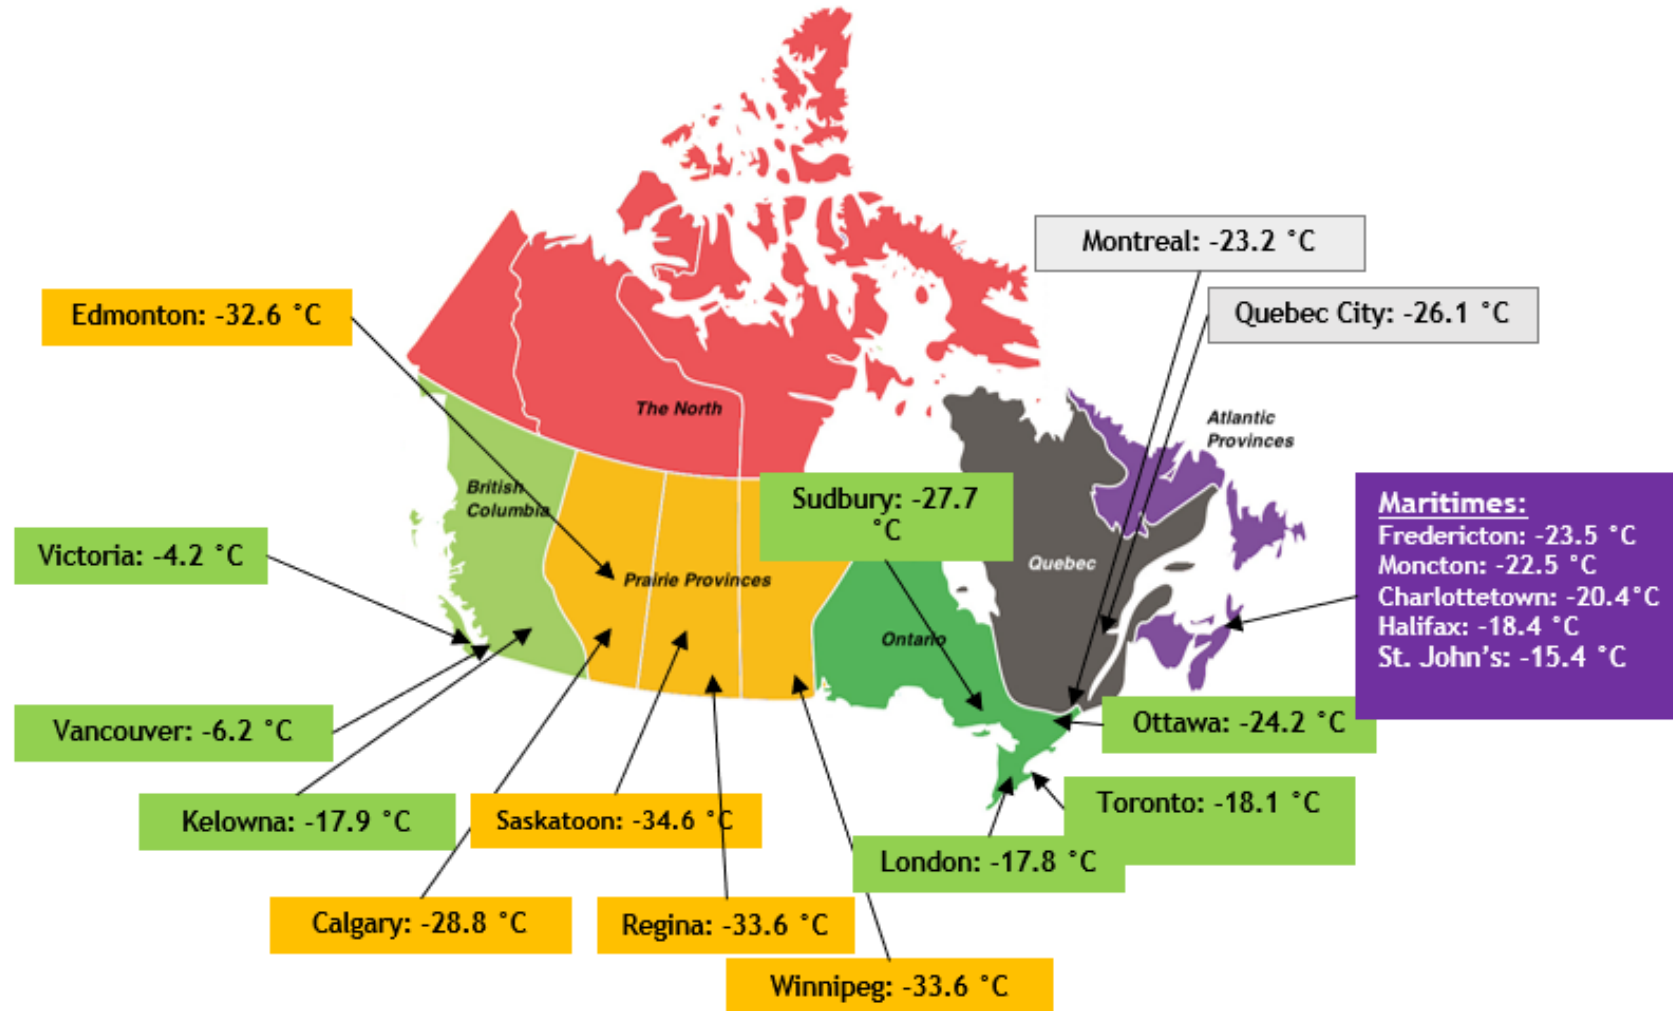 Montreal: -23.2 °C
Quebec City: -26.1 °C
Edmonton: -32.6 °C
The North
Atlantic
Provinces
British
Columbia
Sudbury: -27.7
°C
Maritimes:
Fredericton: -23.5 °C
Moncton: -22.5 °C
Charlottetown: -20.4°C
Halifax: -18.4 °C
St. John's: -15.4 °C
Victoria: -4.2 °C
Prairie Provinces
Quebec
Ontario
Vancouver: -6.2 °C
Ottawa: -24.2 °C
Kelowna: -17.9 °C
Saskatoon: -34.6 °C
Toronto: -18.1 °C
London: -17.8 °C
Calgary: -28.8 °C
Regina: -33.6 °C
Winnipeg: -33.6 °C